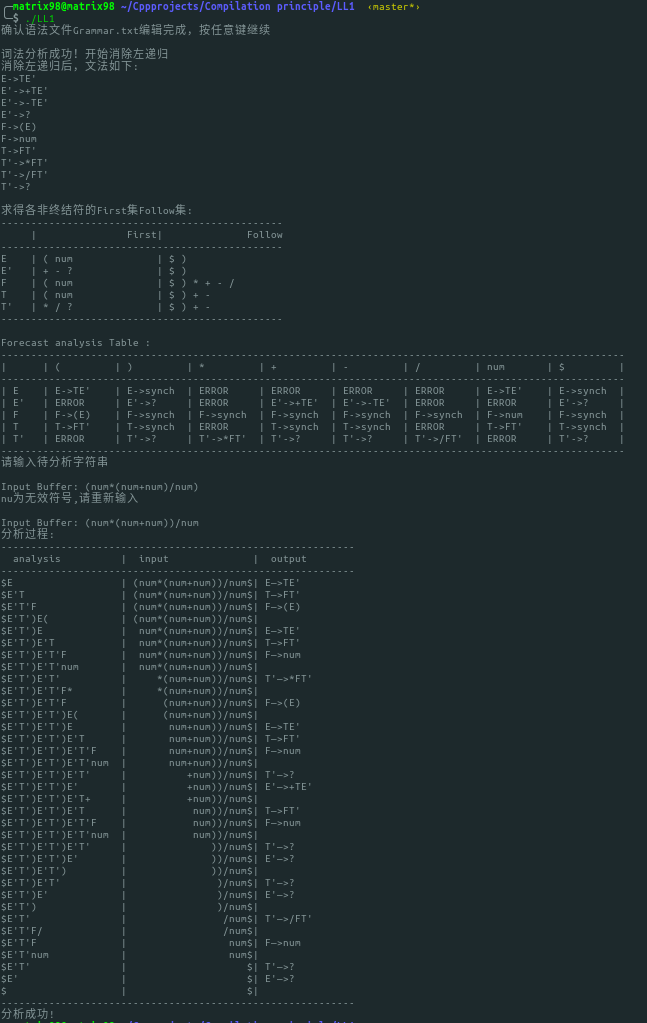 ╭─matrix98@matrix98 ~/Cppprojects/Compilation principle/LL1 ‹master*›
╰─$ ./LL1
确认语法文件Grammar.txt编辑完成，按任意键继续
词法分析成功！开始消除左递归
消除左递归后，文法如下：
E->TE'
E'->+TE'
E'->-TE'
E'->?
F->(E)
F->num
T->FT'
T'->*FT'
T'->/FT'
T'->?
求得各非终结符的First集Follow集:
-----------------------------------------------
     |               First|              Follow
-----------------------------------------------
E    | ( num              | $ )
E'   | + - ?              | $ )
F    | ( num              | $ ) * + - /
T    | ( num              | $ ) + -
T'   | * / ?              | $ ) + -
-----------------------------------------------
Forecast analysis Table :
--------------------------------------------------------------------------------------------------------
|      | (         | )         | *         | +         | -         | /         | num       | $         |
--------------------------------------------------------------------------------------------------------
| E    | E->TE'    | E->synch  | ERROR     | ERROR     | ERROR     | ERROR     | E->TE'    | E->synch  |
| E'   | ERROR     | E'->?     | ERROR     | E'->+TE'  | E'->-TE'  | ERROR     | ERROR     | E'->?     |
| F    | F->(E)    | F->synch  | F->synch  | F->synch  | F->synch  | F->synch  | F->num    | F->synch  |
| T    | T->FT'    | T->synch  | ERROR     | T->synch  | T->synch  | ERROR     | T->FT'    | T->synch  |
| T'   | ERROR     | T'->?     | T'->*FT'  | T'->?     | T'->?     | T'->/FT'  | ERROR     | T'->?     |
--------------------------------------------------------------------------------------------------------
请输入待分析字符串
Input Buffer: (num*(num+num)/num)
nu为无效符号,请重新输入
Input Buffer: (num*(num+num))/num
分析过程:
-----------------------------------------------------------
  analysis          |  input              |  output
-----------------------------------------------------------
$E                  | (num*(num+num))/num$| E—>TE'
$E'T                | (num*(num+num))/num$| T—>FT'
$E'T'F              | (num*(num+num))/num$| F—>(E)
$E'T')E(            | (num*(num+num))/num$|
$E'T')E             |  num*(num+num))/num$| E—>TE'
$E'T')E'T           |  num*(num+num))/num$| T—>FT'
$E'T')E'T'F         |  num*(num+num))/num$| F—>num
$E'T')E'T'num       |  num*(num+num))/num$|
$E'T')E'T'          |     *(num+num))/num$| T'—>*FT'
$E'T')E'T'F*        |     *(num+num))/num$|
$E'T')E'T'F         |      (num+num))/num$| F—>(E)
$E'T')E'T')E(       |      (num+num))/num$|
$E'T')E'T')E        |       num+num))/num$| E—>TE'
$E'T')E'T')E'T      |       num+num))/num$| T—>FT'
$E'T')E'T')E'T'F    |       num+num))/num$| F—>num
$E'T')E'T')E'T'num  |       num+num))/num$|
$E'T')E'T')E'T'     |          +num))/num$| T'—>?
$E'T')E'T')E'       |          +num))/num$| E'—>+TE'
$E'T')E'T')E'T+     |          +num))/num$|
$E'T')E'T')E'T      |           num))/num$| T—>FT'
$E'T')E'T')E'T'F    |           num))/num$| F—>num
$E'T')E'T')E'T'num  |           num))/num$|
$E'T')E'T')E'T'     |              ))/num$| T'—>?
$E'T')E'T')E'       |              ))/num$| E'—>?
$E'T')E'T')         |              ))/num$|
$E'T')E'T'          |               )/num$| T'—>?
$E'T')E'            |               )/num$| E'—>?
$E'T')              |               )/num$|
$E'T'               |                /num$| T'—>/FT'
$E'T'F/             |                /num$|
$E'T'F              |                 num$| F—>num
$E'T'num            |                 num$|
$E'T'               |                    $| T'—>?
$E'                 |                    $| E'—>?
$                   |                    $|
-----------------------------------------------------------
分析成功!